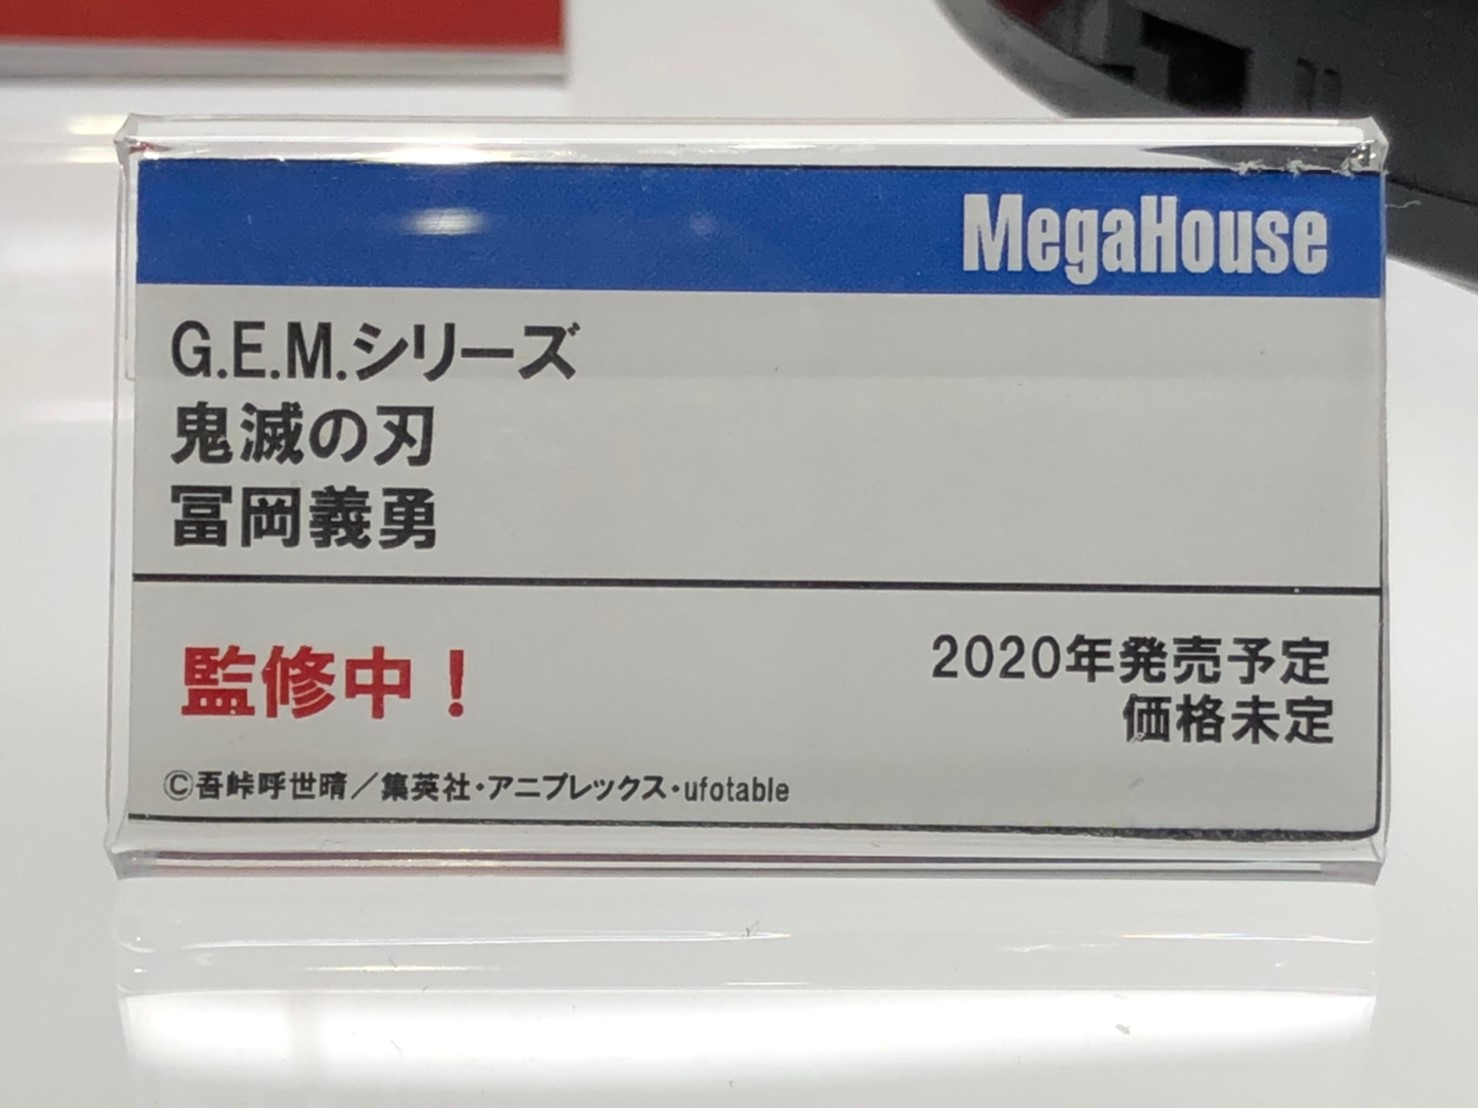 MegaHouse
G.E.M.シリーズ
鬼滅の刃
冨岡義勇
監修中！
2020年発売予定
価格未定
©吾峠呼世晴／集英社・アニプレックス・ufotable